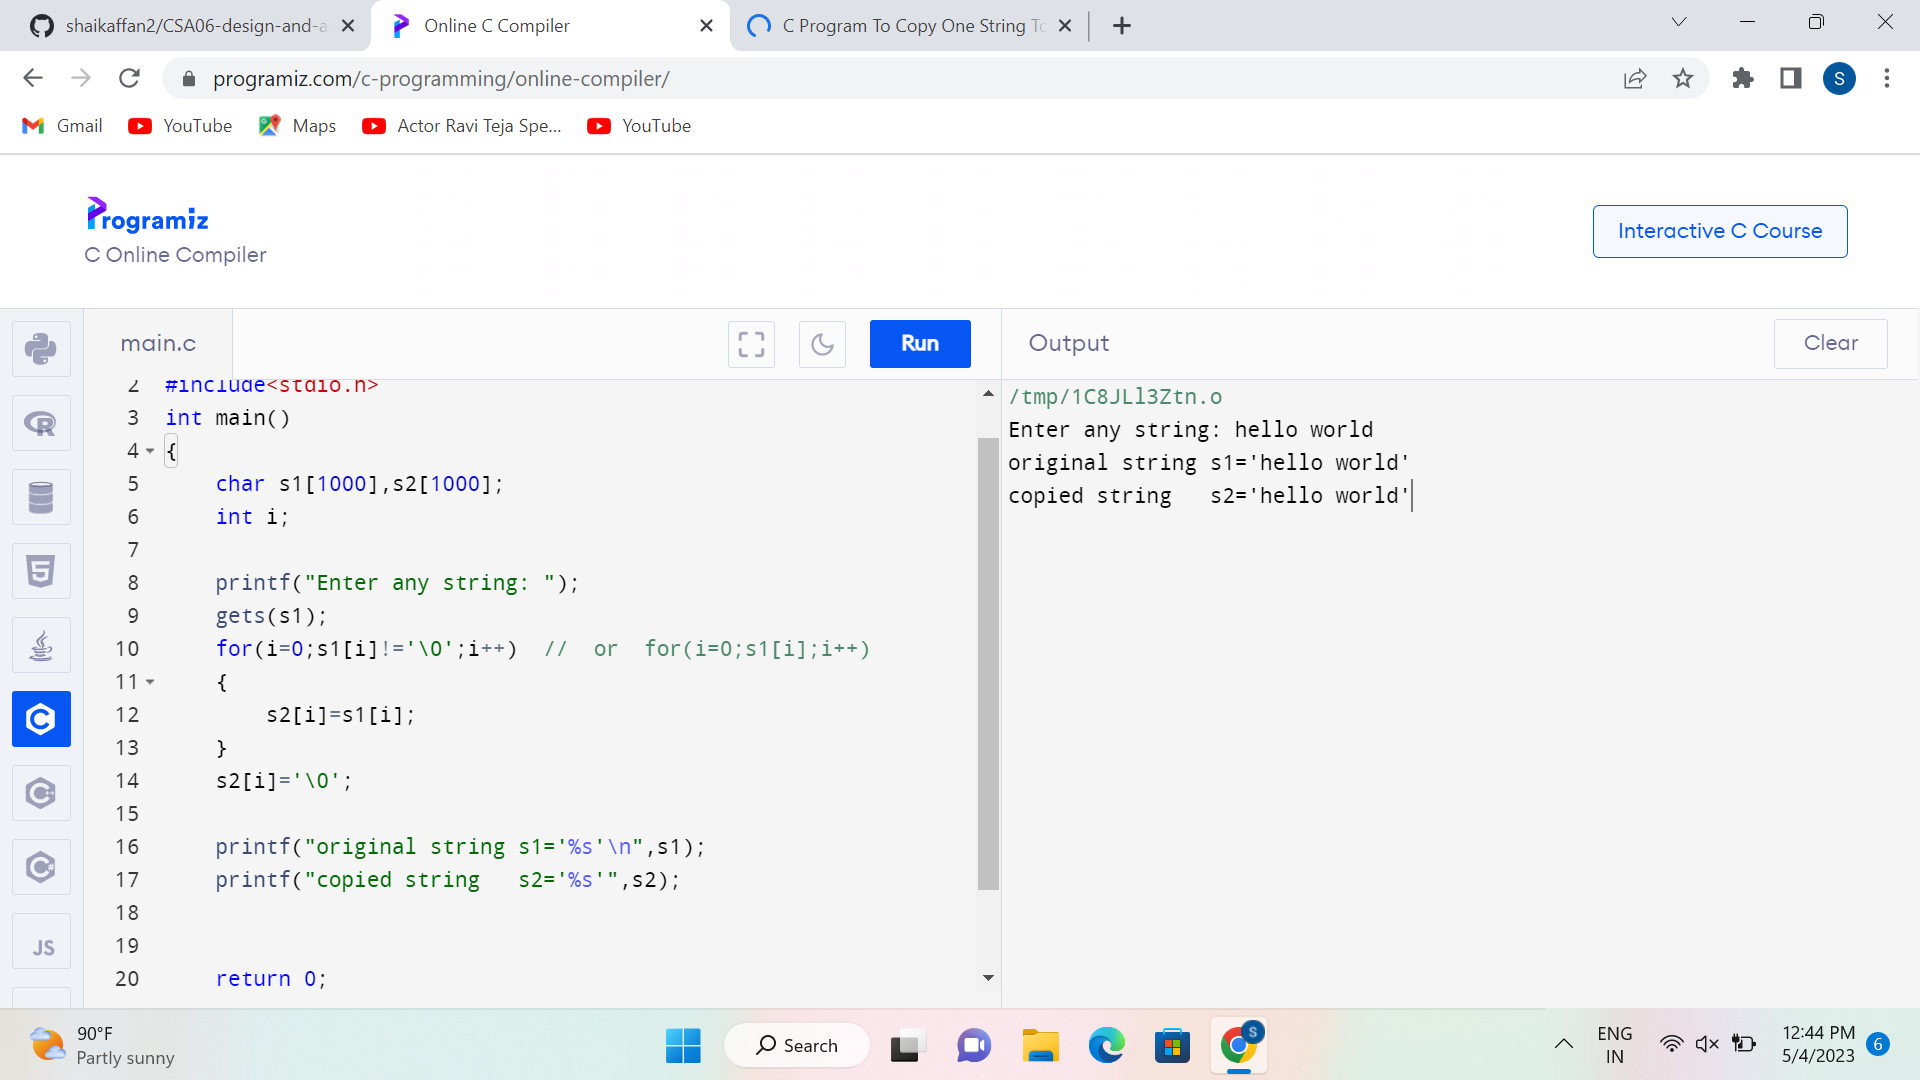 shaikaffan2/CSA06-design-and-a
Online C Compiler
C Program To Copy One String To
programiz.com/c-programming/online-compiler/
S
Gmail
YouTube
Maps
Actor Ravi Teja Spe...
YouTube
Programiz
C Online Compiler
Interactive C Course
main.c
Run
Output
Clear
2 #include<stdio.h>
3 int main()
4 {
5 char s1[1000],s2[1000];
6 int i;
7
8 printf("Enter any string: ");
9 gets(s1);
10 for(i=0;s1[i]!='\0';i++) // or for(i=0;s1[i];i++)
11 {
12 s2[i]=s1[i];
13 }
14 s2[i]='\0';
15
16 printf("original string s1='%s'\n",s1);
17 printf("copied string s2='%s'",s2);
18
19
20 return 0;
/tmp/1C8JLl3Ztn.o
Enter any string: hello world
original string s1='hello world'
copied string s2='hello world'
JS
90°F
Partly sunny
Search
S
ENG
IN
12:44 PM
5/4/2023
6